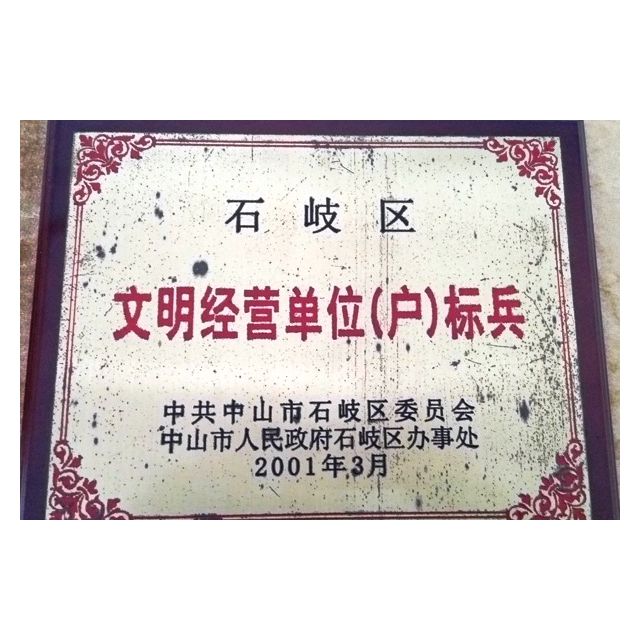 石岐区
文明经营单位(户)标兵
中共中山市石岐区委员会
中山市人民政府石岐区办事处
2001年3月